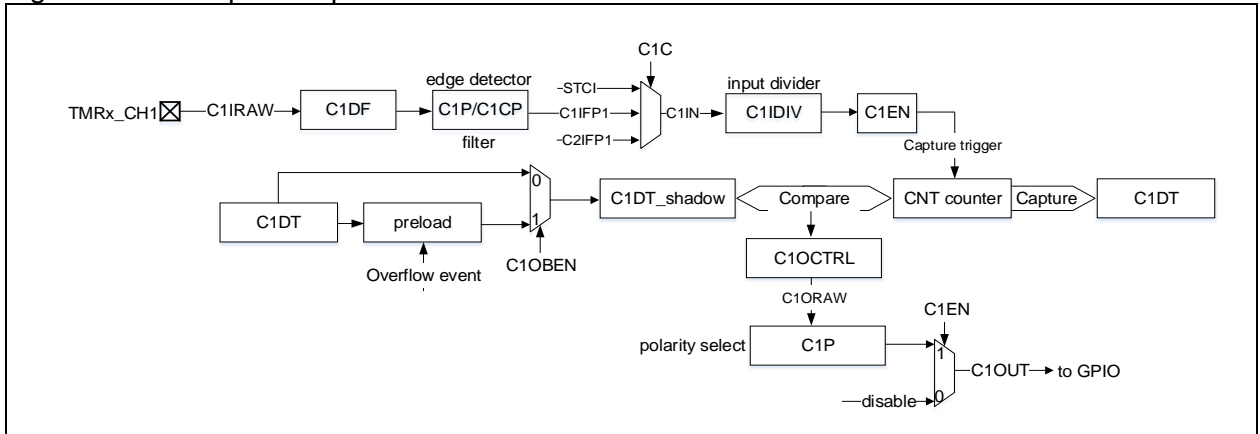 C1C
edge detector
input divider
STCI
TMRx_CH1
C1IRAW
C1DF
C1P/C1CP
C1IFP1
C1IN
C1IDIV
C1EN
filter
C2IFP1
Capture trigger
0
C1DT
preload
1
C1DT_shadow
Compare
CNT counter
Capture
C1DT
Overflow event
C1OBEN
C1OCTRL
C1ORAW
C1EN
polarity select
C1P
1
C1OUT
to GPIO
disable
0